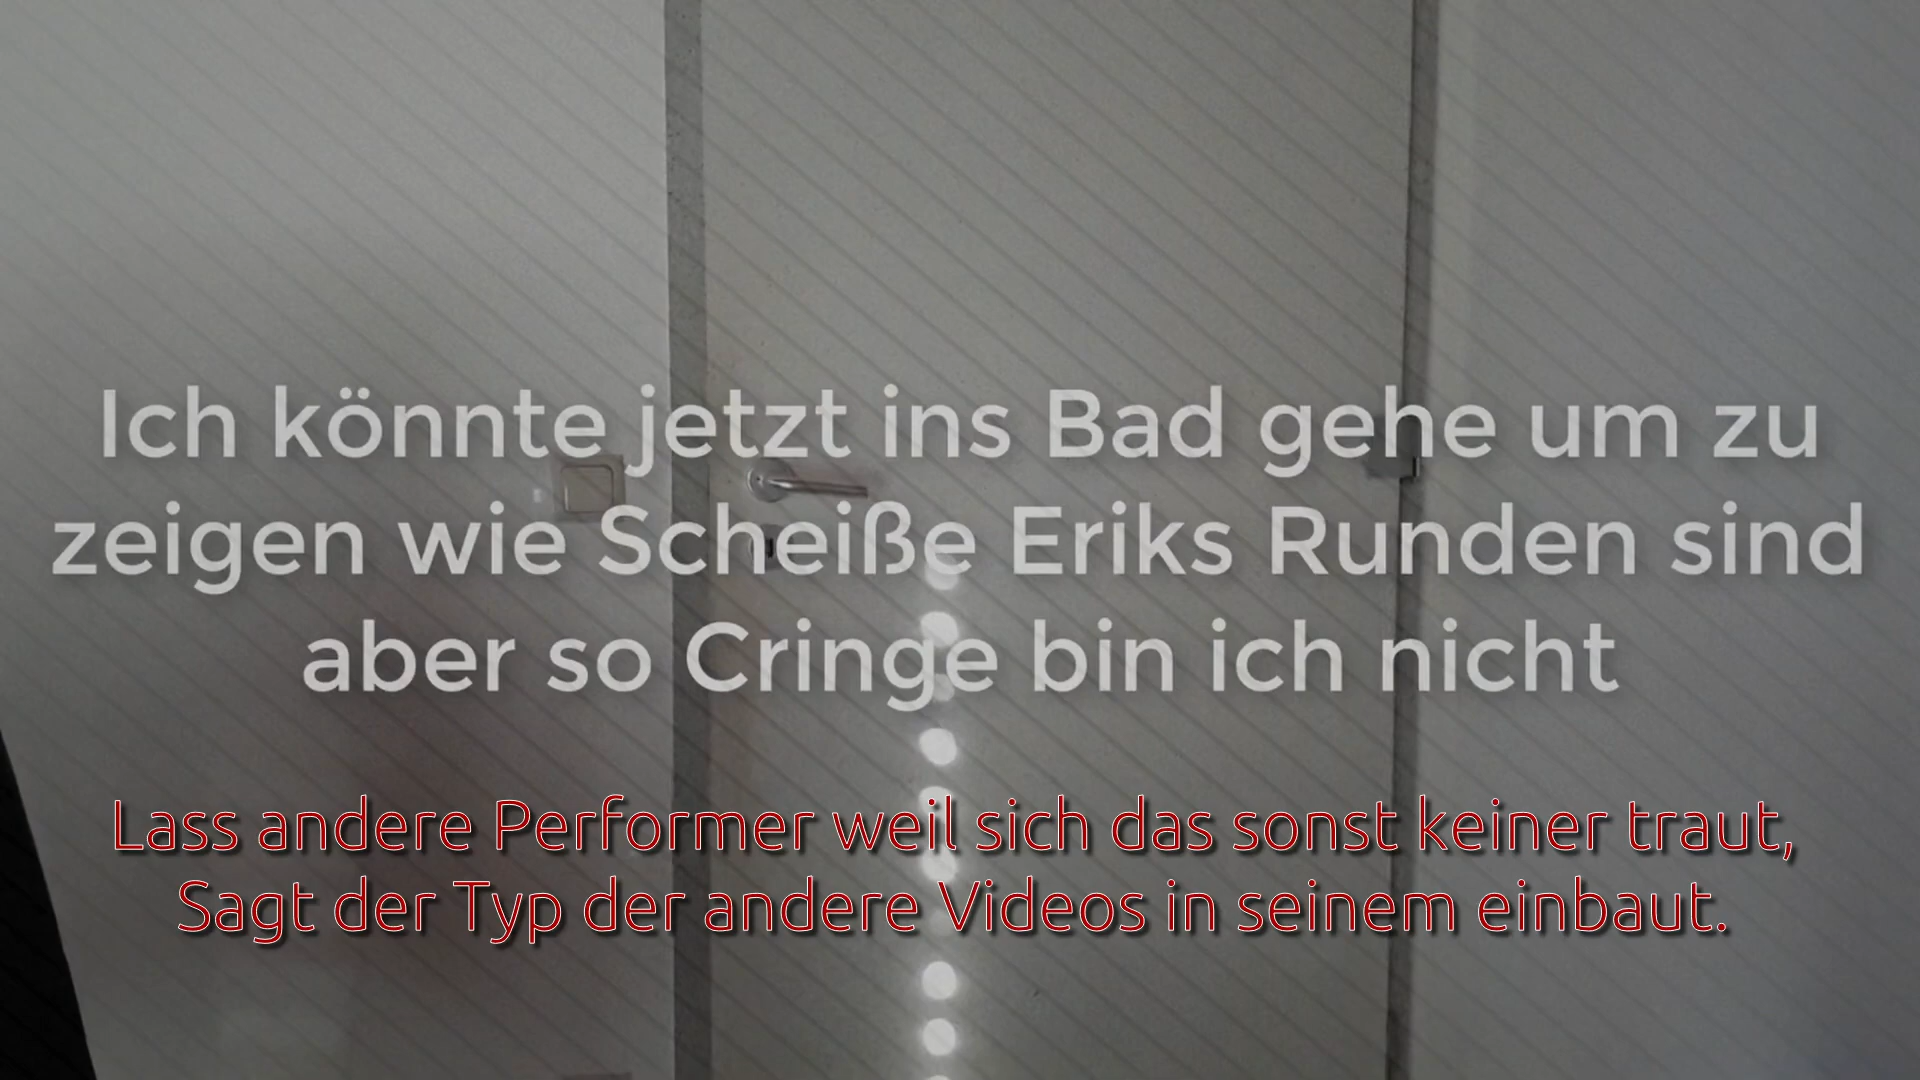 Ich könnte jetzt ins Bad gehe um zu
zeigen wie Scheiße Eriks Runden sind
aber so Cringe bin ich nicht
Lass andere Performer weil sich das sonst keiner traut,
Sagt der Typ der andere Videos in seinem einbaut.